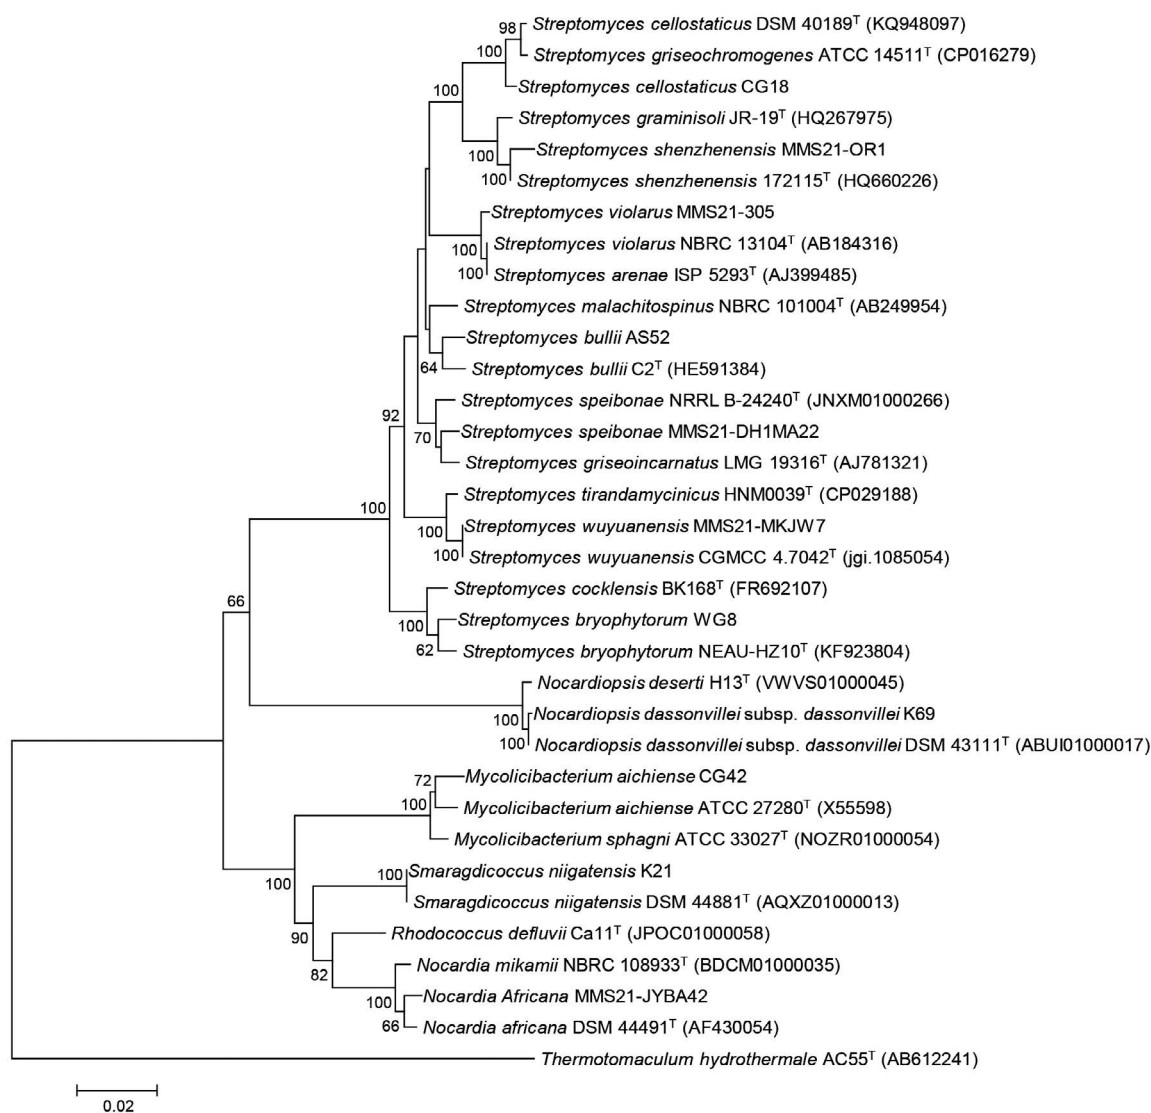 98 Streptomyces cellostaticus DSM 40189ᵀ (KQ948097)
100 Streptomyces griseochromogenes ATCC 14511ᵀ (CP016279)
Streptomyces cellostaticus CG18
100
Streptomyces graminisoli JR-19ᵀ (HQ267975)
100 Streptomyces shenzhenensis MMS21-OR1
100 Streptomyces shenzhenensis 172115ᵀ (HQ660226)
Streptomyces violarus MMS21-305
100 Streptomyces violarus NBRC 13104ᵀ (AB184316)
100 Streptomyces arenae ISP 5293ᵀ (AJ399485)
Streptomyces malachitospinus NBRC 101004ᵀ (AB249954)
Streptomyces bullii AS52
64 Streptomyces bullii C2ᵀ (HE591384)
Streptomyces speibonae NRRL B-24240ᵀ (JNXM01000266)
92
70 Streptomyces speibonae MMS21-DH1MA22
Streptomyces griseoincarnatus LMG 19316ᵀ (AJ781321)
Streptomyces tirandamycinicus HNM0039ᵀ (CP029188)
100
100 Streptomyces wuyuanensis MMS21-MKJW7
100 Streptomyces wuyuanensis CGMCC 4.7042ᵀ (jgi.1085054)
Streptomyces cocklensis BK168ᵀ (FR692107)
66
100 Streptomyces bryophytorum WG8
62 Streptomyces bryophytorum NEAU-HZ10ᵀ (KF923804)
Nocardiopsis deserti H13ᵀ (VWVS01000045)
100 Nocardiopsis dassonvillei subsp. dassonvillei K69
100 Nocardiopsis dassonvillei subsp. dassonvillei DSM 43111ᵀ (ABUI01000017)
72 Mycolicibacterium aichiense CG42
100 Mycolicibacterium aichiense ATCC 27280ᵀ (X55598)
Mycolicibacterium sphagni ATCC 33027ᵀ (NOZR01000054)
100 Smaragdicoccus niigatensis K21
100
Smaragdicoccus niigatensis DSM 44881ᵀ (AQXZ01000013)
90 Rhodococcus defluvii Ca11ᵀ (JPOC01000058)
82 Nocardia mikamii NBRC 108933ᵀ (BDCM01000035)
100 Nocardia Africana MMS21-JYBA42
66 Nocardia africana DSM 44491ᵀ (AF430054)
Thermotomaculum hydrothermale AC55ᵀ (AB612241)
0.02